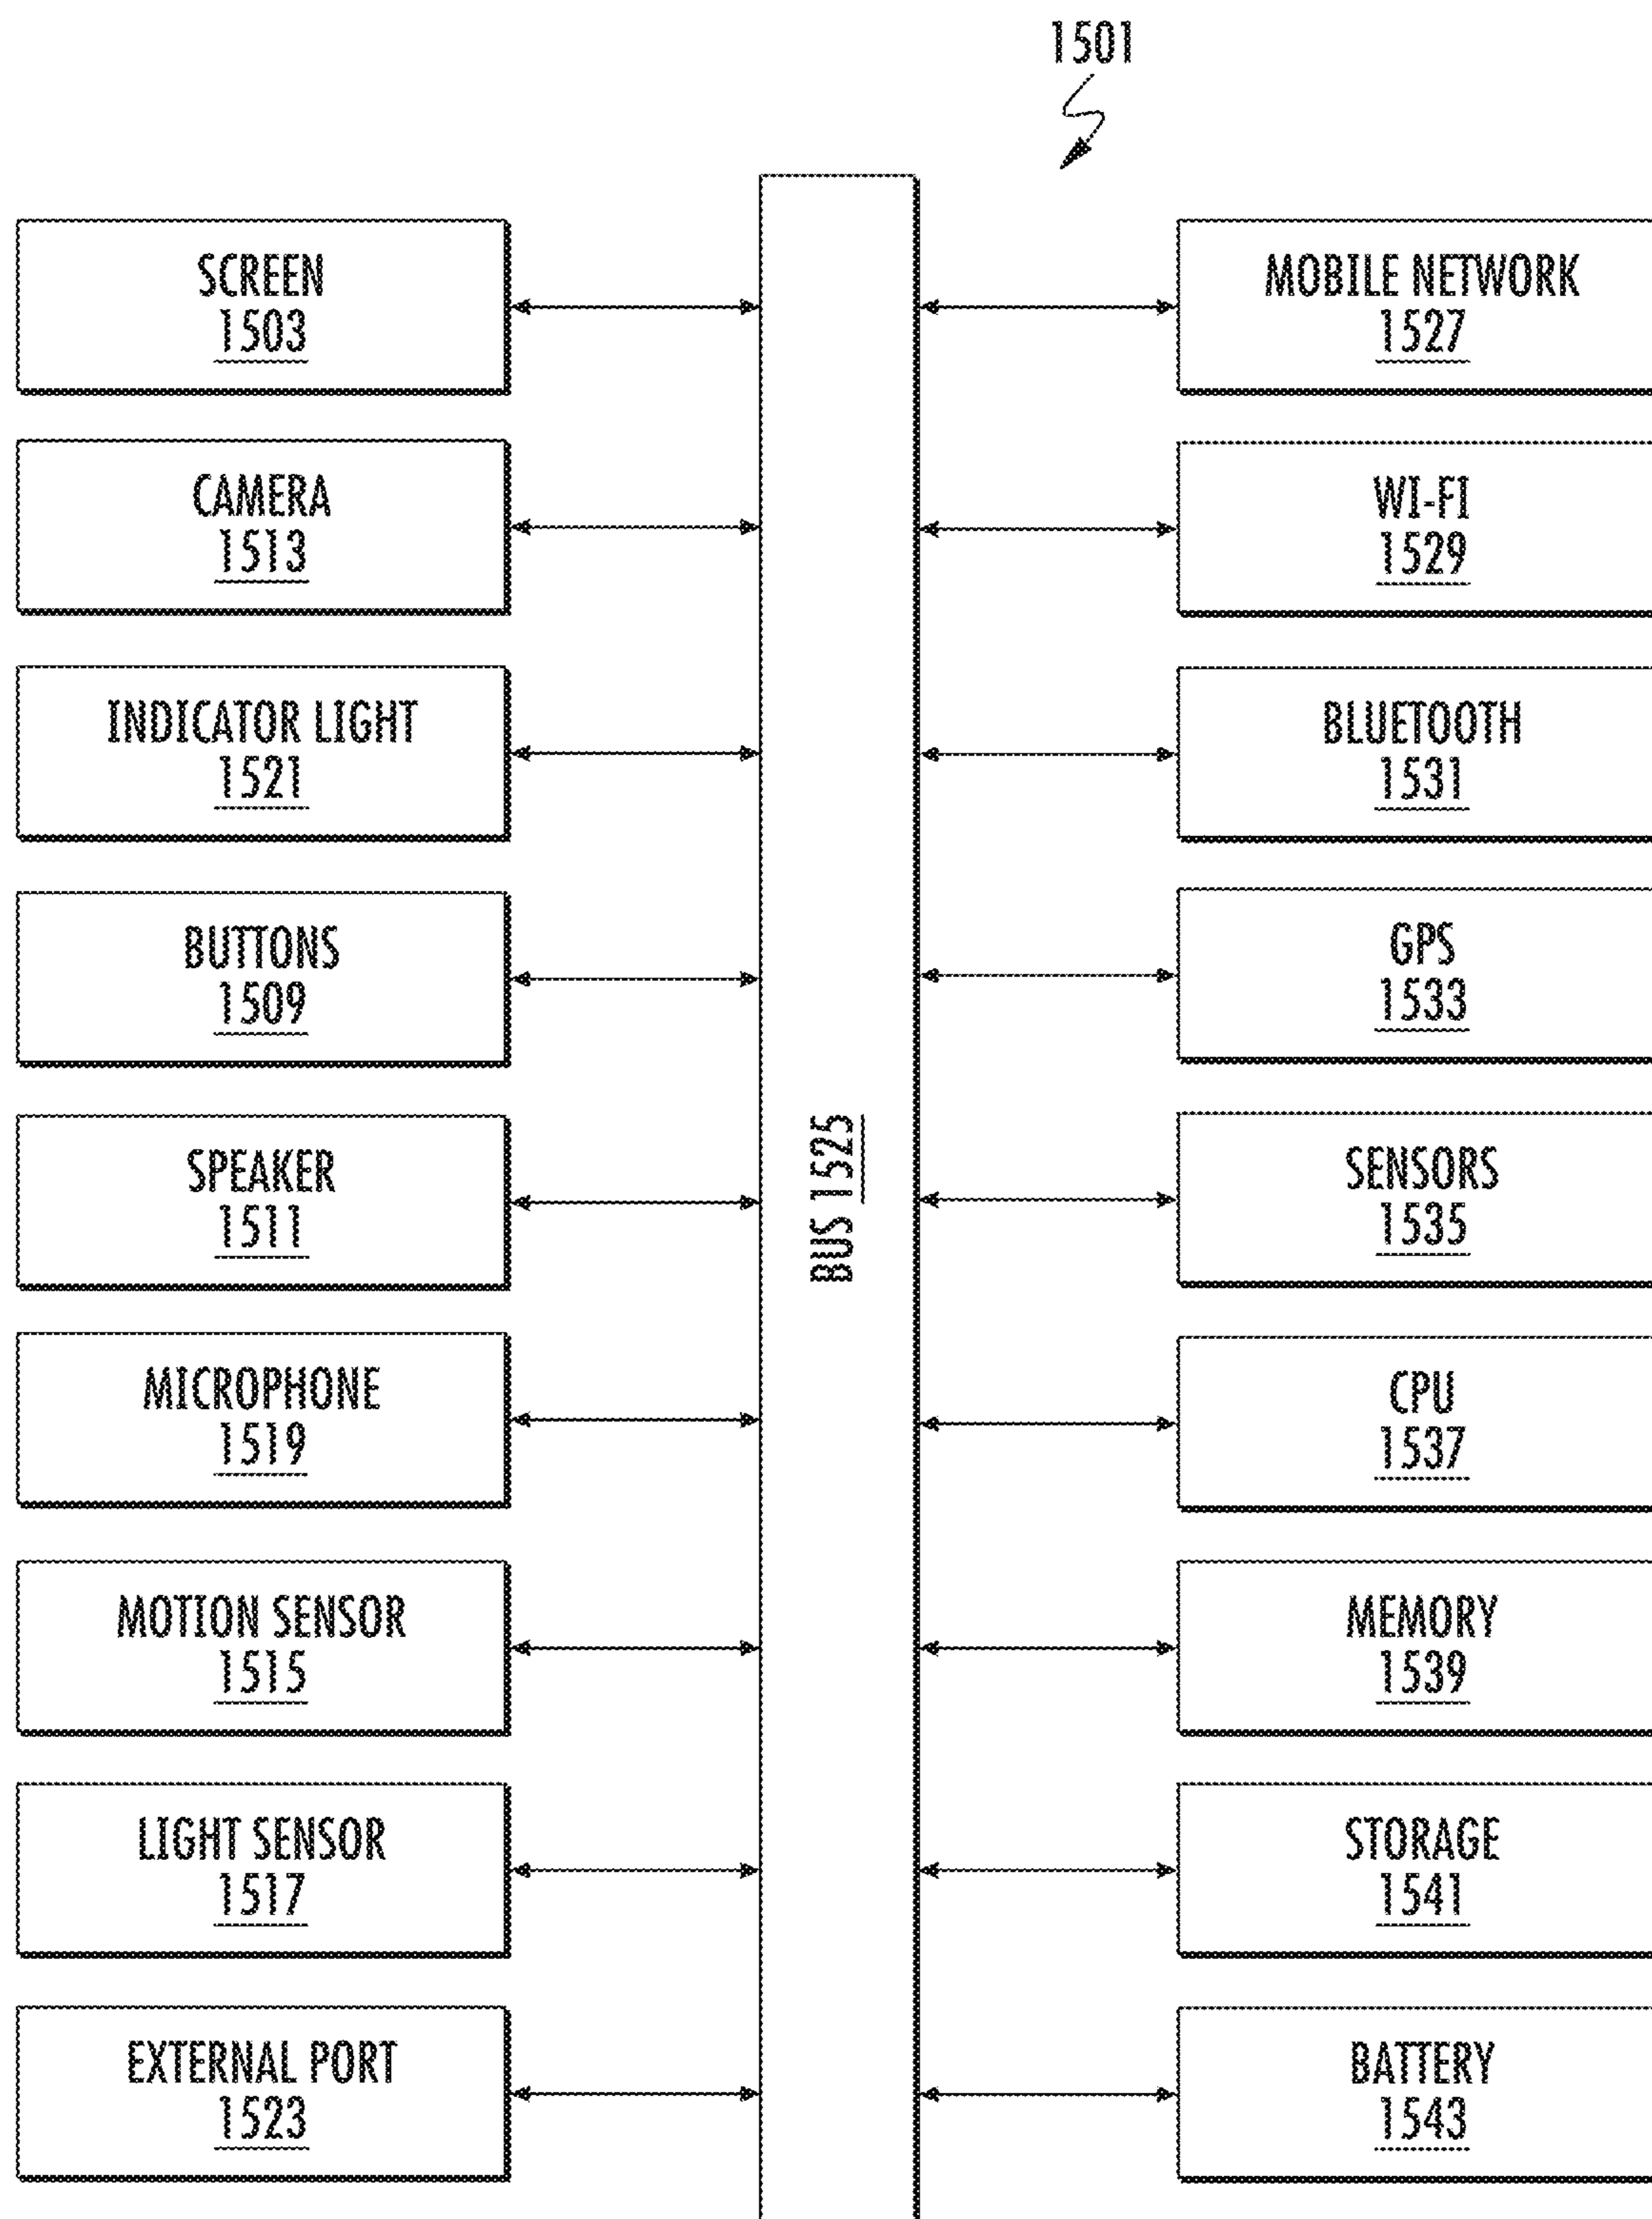 1501
SCREEN
1503
CAMERA
1513
INDICATOR LIGHT
1521
BUTTONS
1509
SPEAKER
1511
MICROPHONE
1519
MOTION SENSOR
1515
LIGHT SENSOR
1517
EXTERNAL PORT
1523
BUS 1525
MOBILE NETWORK
1527
WI-FI
1529
BLUETOOTH
1531
GPS
1533
SENSORS
1535
CPU
1537
MEMORY
1539
STORAGE
1541
BATTERY
1543